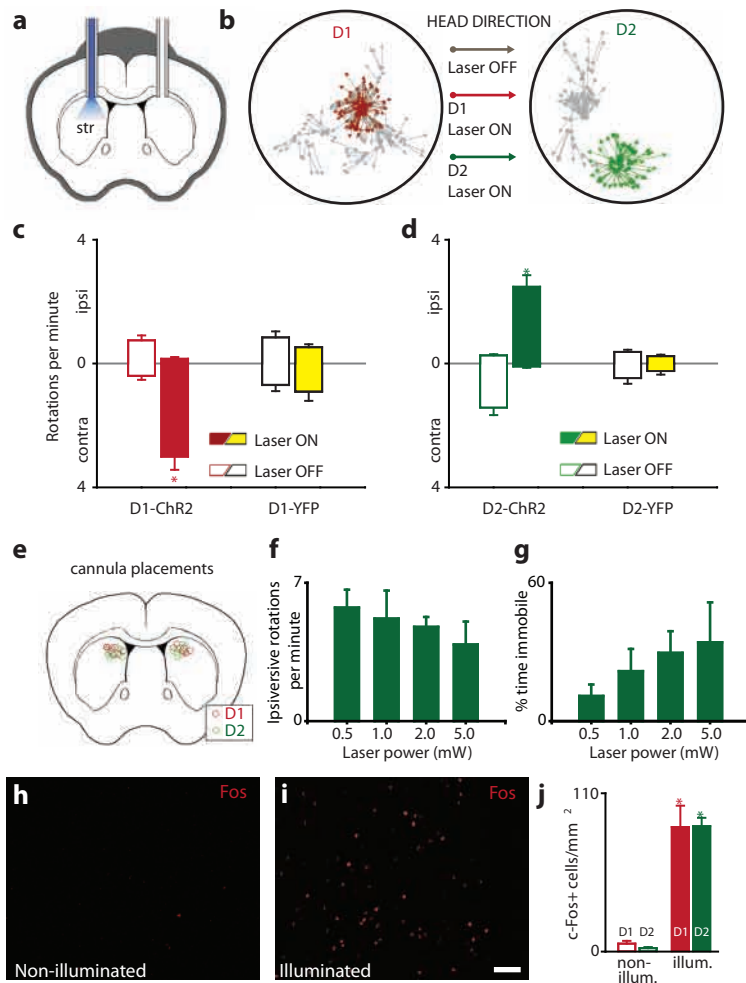 a
str
b
HEAD DIRECTION
D1
Laser OFF
D1
Laser ON
D2
Laser ON
D2
c
4
0
4
Rotations per minute
ipsi
contra
Laser ON
Laser OFF
*
D1-ChR2
D1-YFP
d
4
0
4
ipsi
contra
*
Laser ON
Laser OFF
D2-ChR2
D2-YFP
e
cannula placements
D1
D2
f
Ipsiversive rotations
per minute
7
0
0.5 1.0 2.0 5.0
Laser power (mW)
g
% time immobile
60
0
0.5 1.0 2.0 5.0
Laser power (mW)
h
Fos
Non-illuminated
i
Fos
Illuminated
j
c-Fos+ cells/mm 2
110
0
* *
D1 D2
D1 D2
non-
illum.
illum.